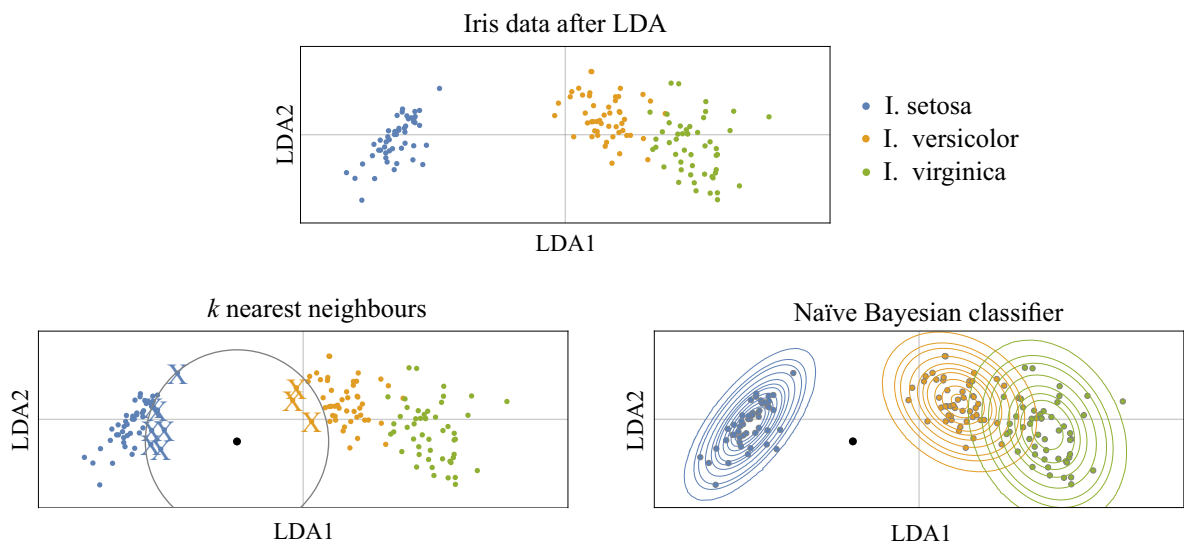 Iris data after LDA
LDA2
LDA1
I. setosa
I. versicolor
I. virginica
k nearest neighbours
LDA2
X
X
X
X
X
X
X
X
X
X
LDA1
Naïve Bayesian classifier
LDA2
LDA1